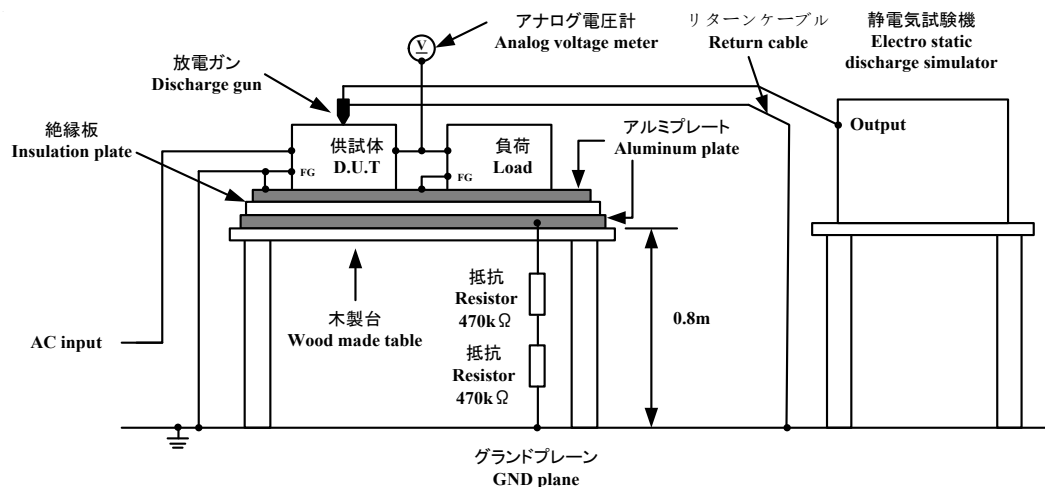 アナログ電圧計
Analog voltage meter
リターンケーブル
Return cable
静電気試験機
Electro static
discharge simulator
V
放電ガン
Discharge gun
絶縁板
Insulation plate
供試体
D.U.T
FG
負荷
Load
FG
アルミプレート
Aluminum plate
Output
抵抗
Resistor
470kΩ
0.8m
木製台
Wood made table
AC input
抵抗
Resistor
470kΩ
グランドプレーン
GND plane